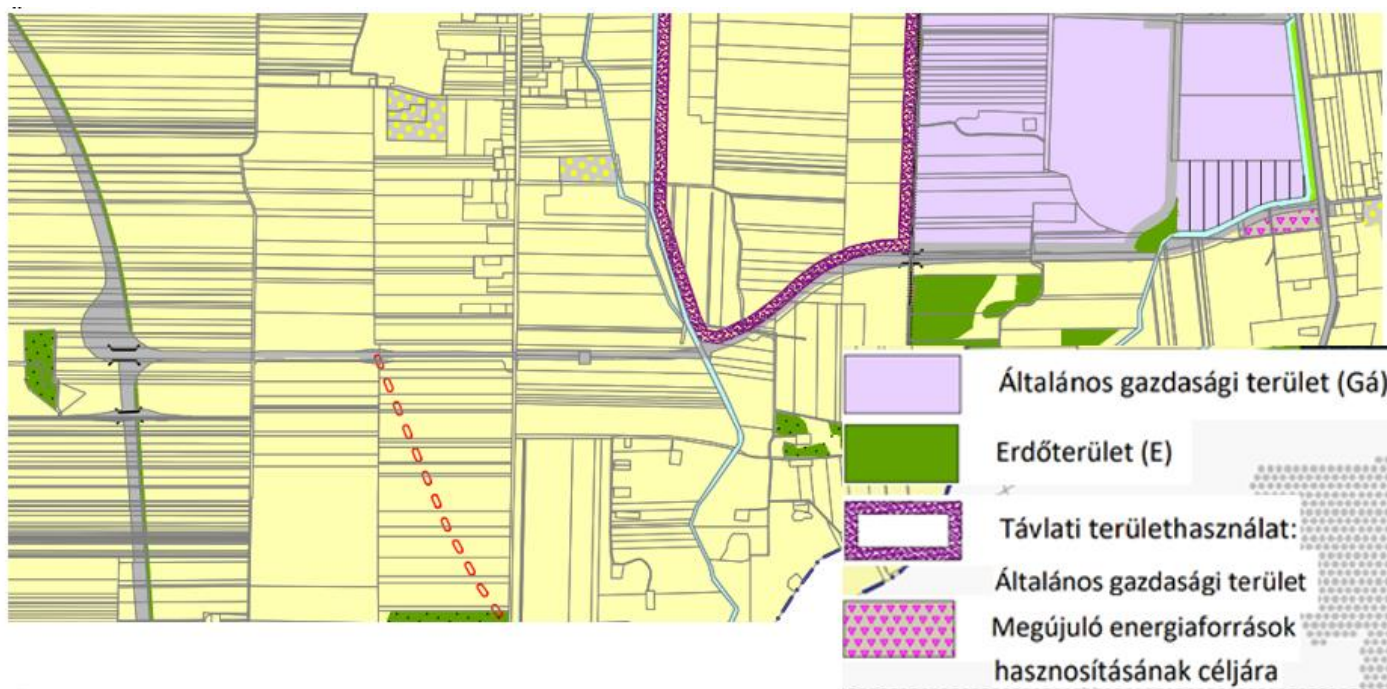 Általános gazdasági terület (Gá)
Erdőterület (E)
Távlati területhasználat:
Általános gazdasági terület
Megújuló energiaforrások
hasznosításának céljára